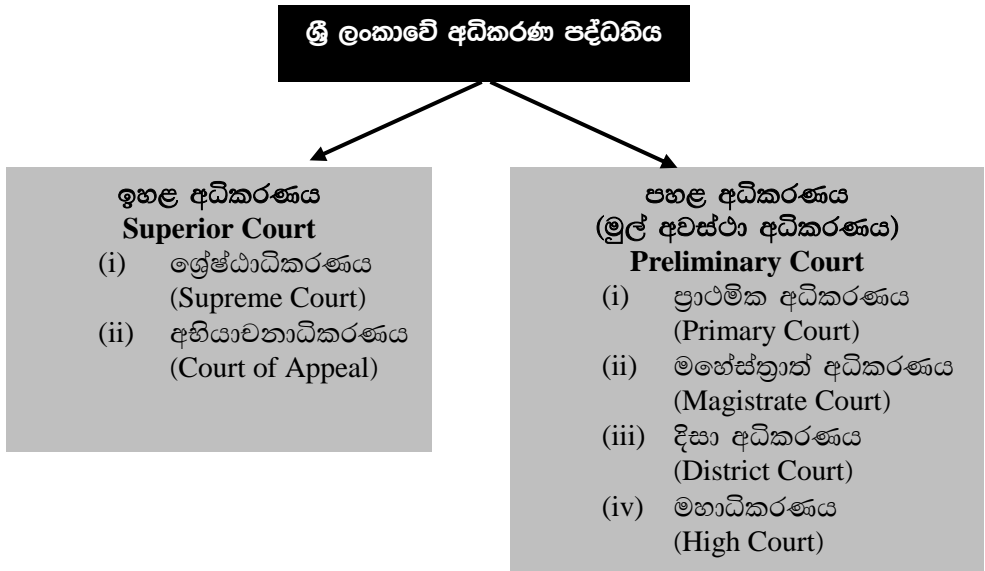 ශ්‍රී ලංකාවේ අධිකරණ පද්ධතිය
ඉහළ අධිකරණය
Superior Court
(i) ශ්‍රේෂ්ඨාධිකරණය
(Supreme Court)
(ii) අභියාචනාධිකරණය
(Court of Appeal)
පහළ අධිකරණය
(මුල් අවස්ථා අධිකරණය)
Preliminary Court
(i) ප්‍රාථමික අධිකරණය
(Primary Court)
(ii) මහේස්ත්‍රාත් අධිකරණය
(Magistrate Court)
(iii) දිසා අධිකරණය
(District Court)
(iv) මහාධිකරණය
(High Court)